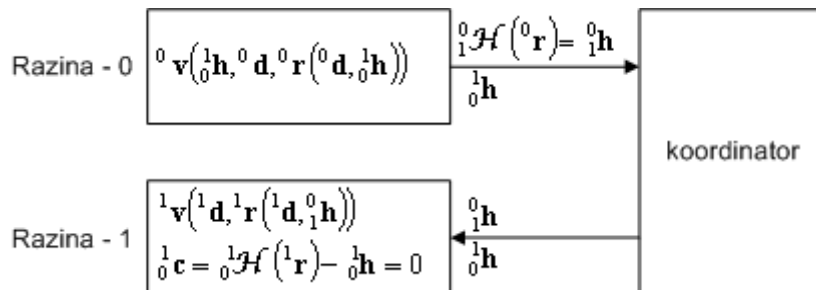 Razina - 0
⁰v(¹₀h,⁰d,⁰r(⁰d,¹₀h))
⁰₁ℋ(⁰r)= ⁰₁h
¹₀h
koordinator
Razina - 1
¹v(¹d,¹r(¹d,⁰₁h))
¹₀c = ¹₀ℋ(¹r)− ¹₀h = 0
⁰₁h
¹₀h